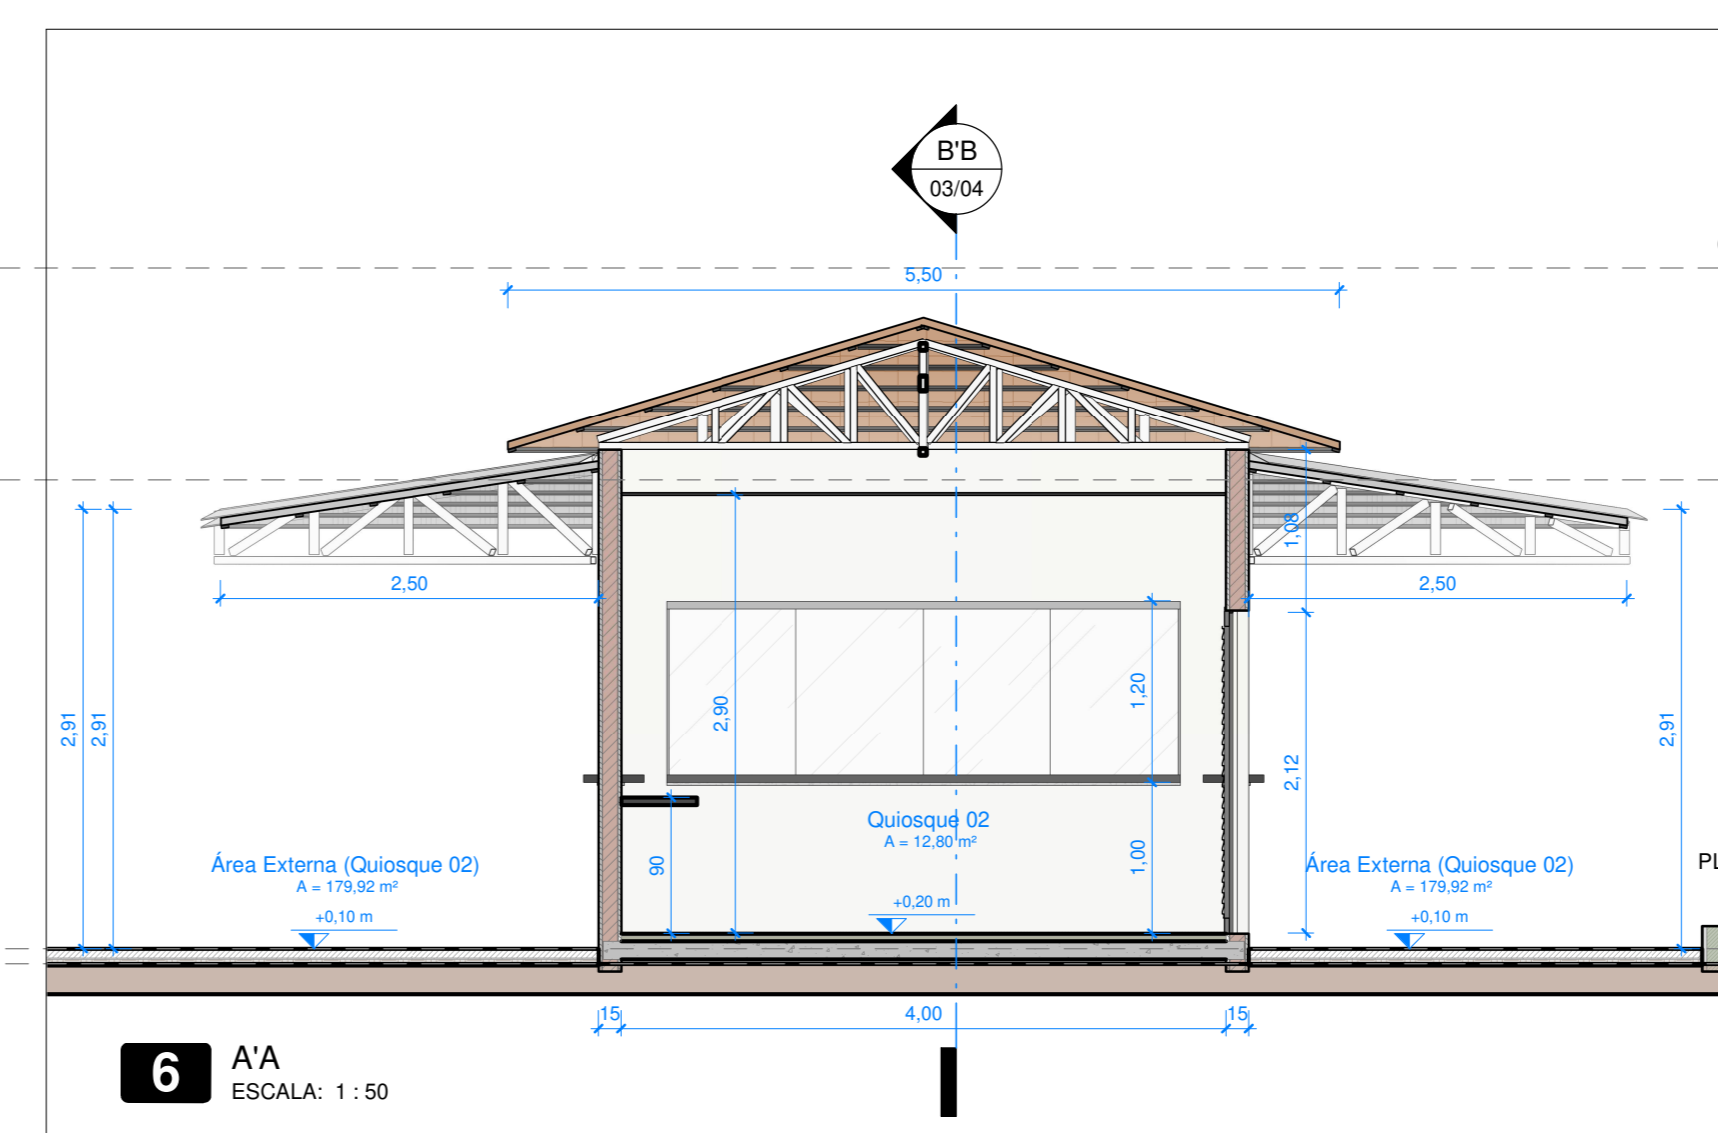 B'B
03/04
5,50
2,50
2,50
1,08
2,91
2,91
2,90
1,20
2,12
2,91
90
1,00
Quiosque 02
A = 12,80 m²
+0,20 m
Área Externa (Quiosque 02)
A = 179,92 m²
+0,10 m
Área Externa (Quiosque 02)
A = 179,92 m²
+0,10 m
PL
15
4,00
15
6
A'A
ESCALA: 1 : 50